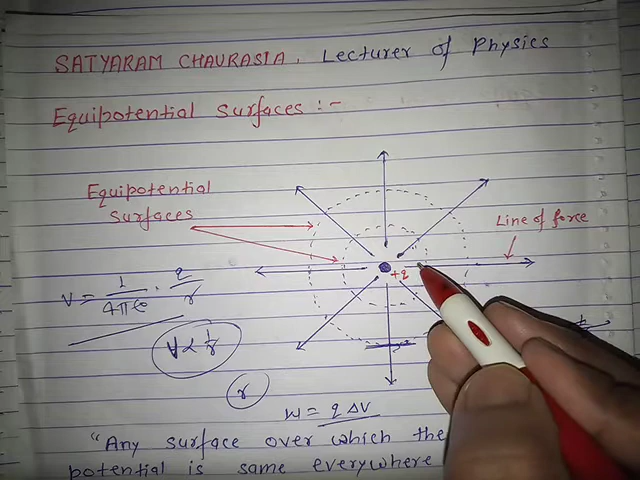 SATYARAM CHAURASIA. Lecturer of Physics
Equipotential Surfaces :-
Equipotential
Surfaces
Line of force
+q
V = 1/4πε · q/r
V ∝ 1/r
r
W = q ΔV
"Any surface over which the
potential is same everywhere